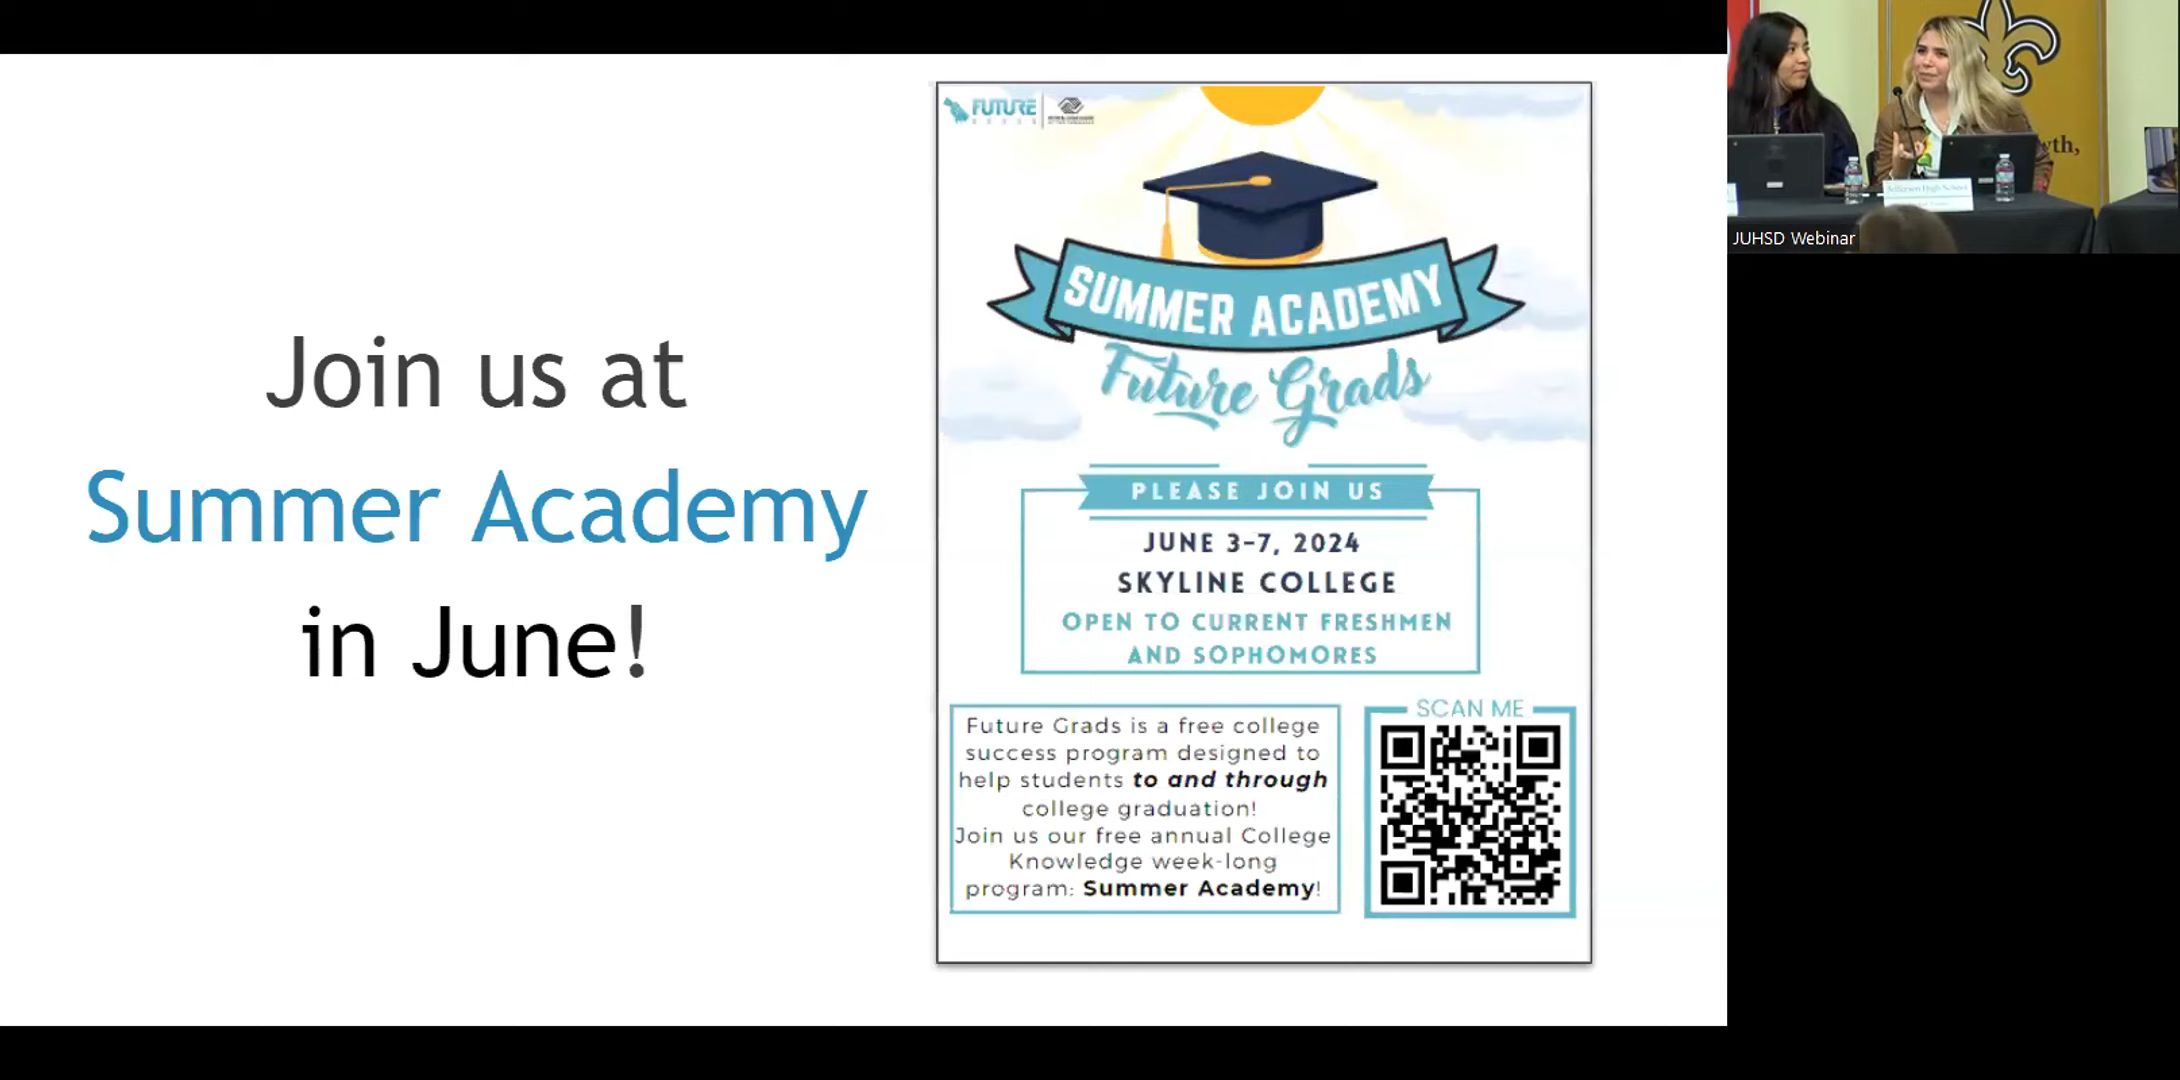 Join us at
Summer Academy
in June!
FUTURE
SUMMER ACADEMY
Future Grads
PLEASE JOIN US
JUNE 3-7, 2024
SKYLINE COLLEGE
OPEN TO CURRENT FRESHMEN
AND SOPHOMORES
Future Grads is a free college
success program designed to
help students to and through
college graduation!
Join us our free annual College
Knowledge week-long
program: Summer Academy!
SCAN ME
Jefferson High School
JUHSD Webinar